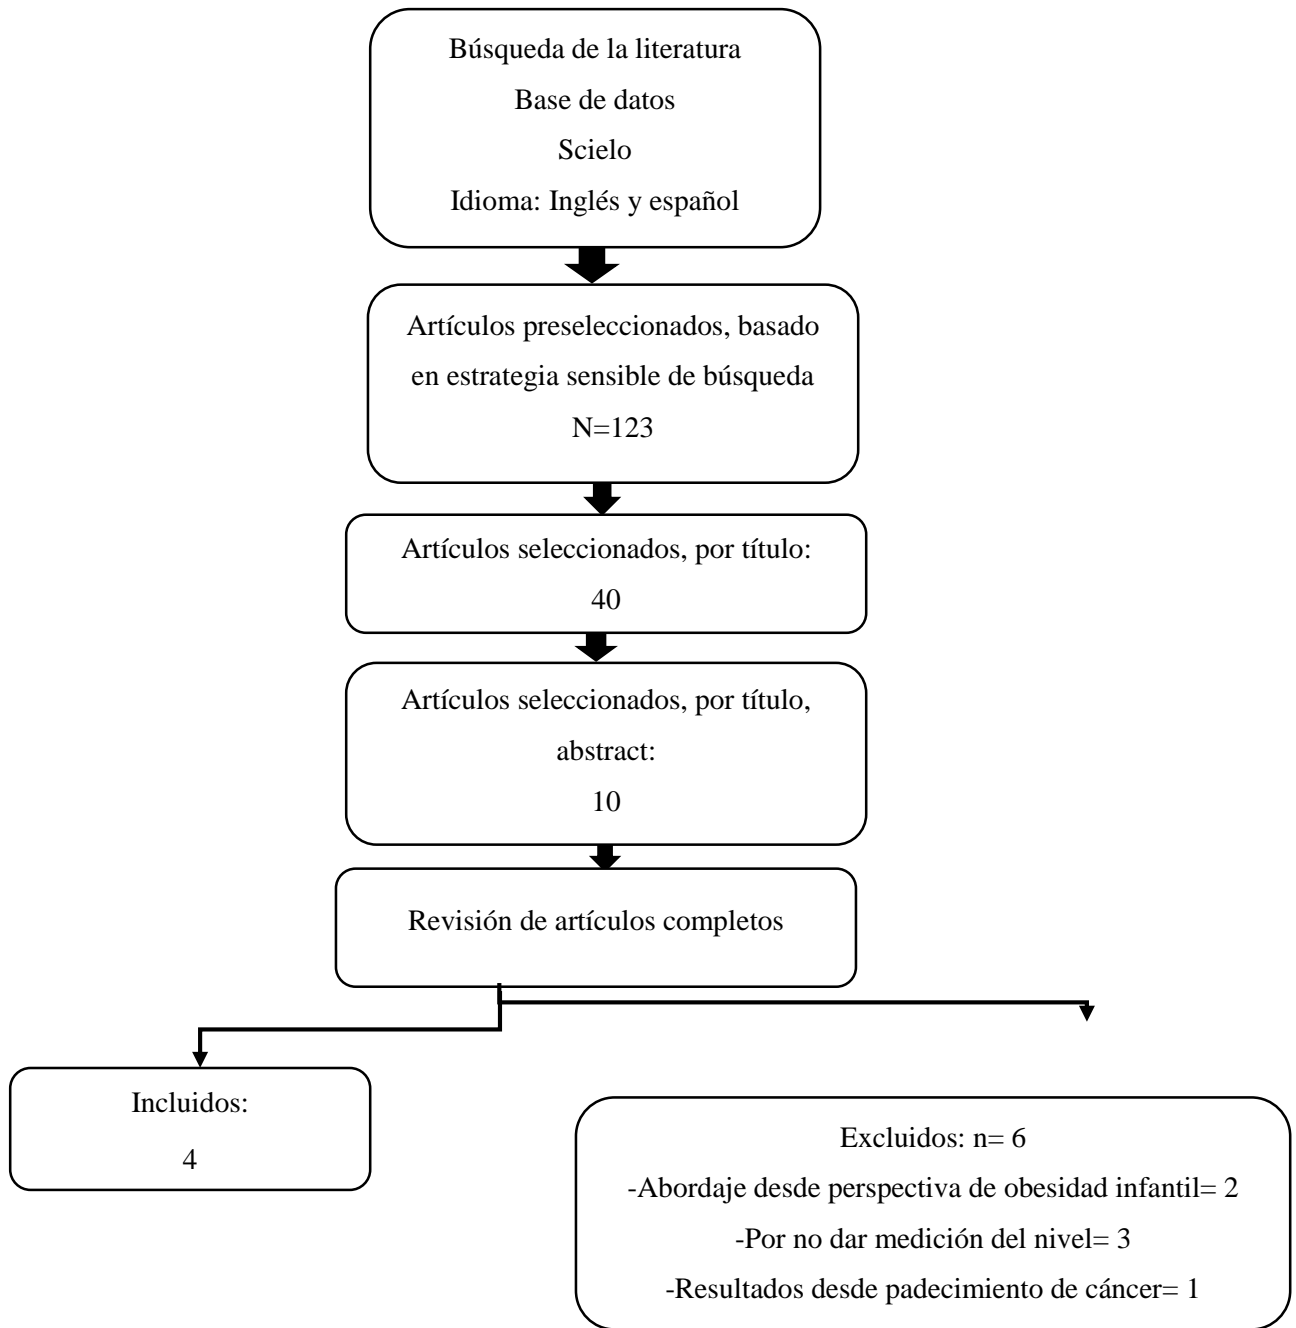 Búsqueda de la literatura
Base de datos
Scielo
Idioma: Inglés y español
Artículos preseleccionados, basado
en estrategia sensible de búsqueda
N=123
Artículos seleccionados, por título:
40
Artículos seleccionados, por título,
abstract:
10
Revisión de artículos completos
Incluidos:
4
Excluidos: n= 6
-Abordaje desde perspectiva de obesidad infantil= 2
-Por no dar medición del nivel= 3
-Resultados desde padecimiento de cáncer= 1